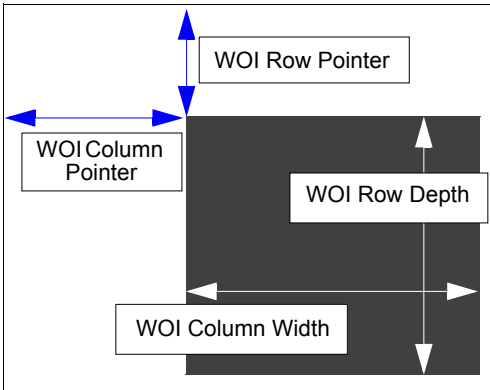 WOI Row Pointer
WOI Column
Pointer
WOI Row Depth
WOI Column Width